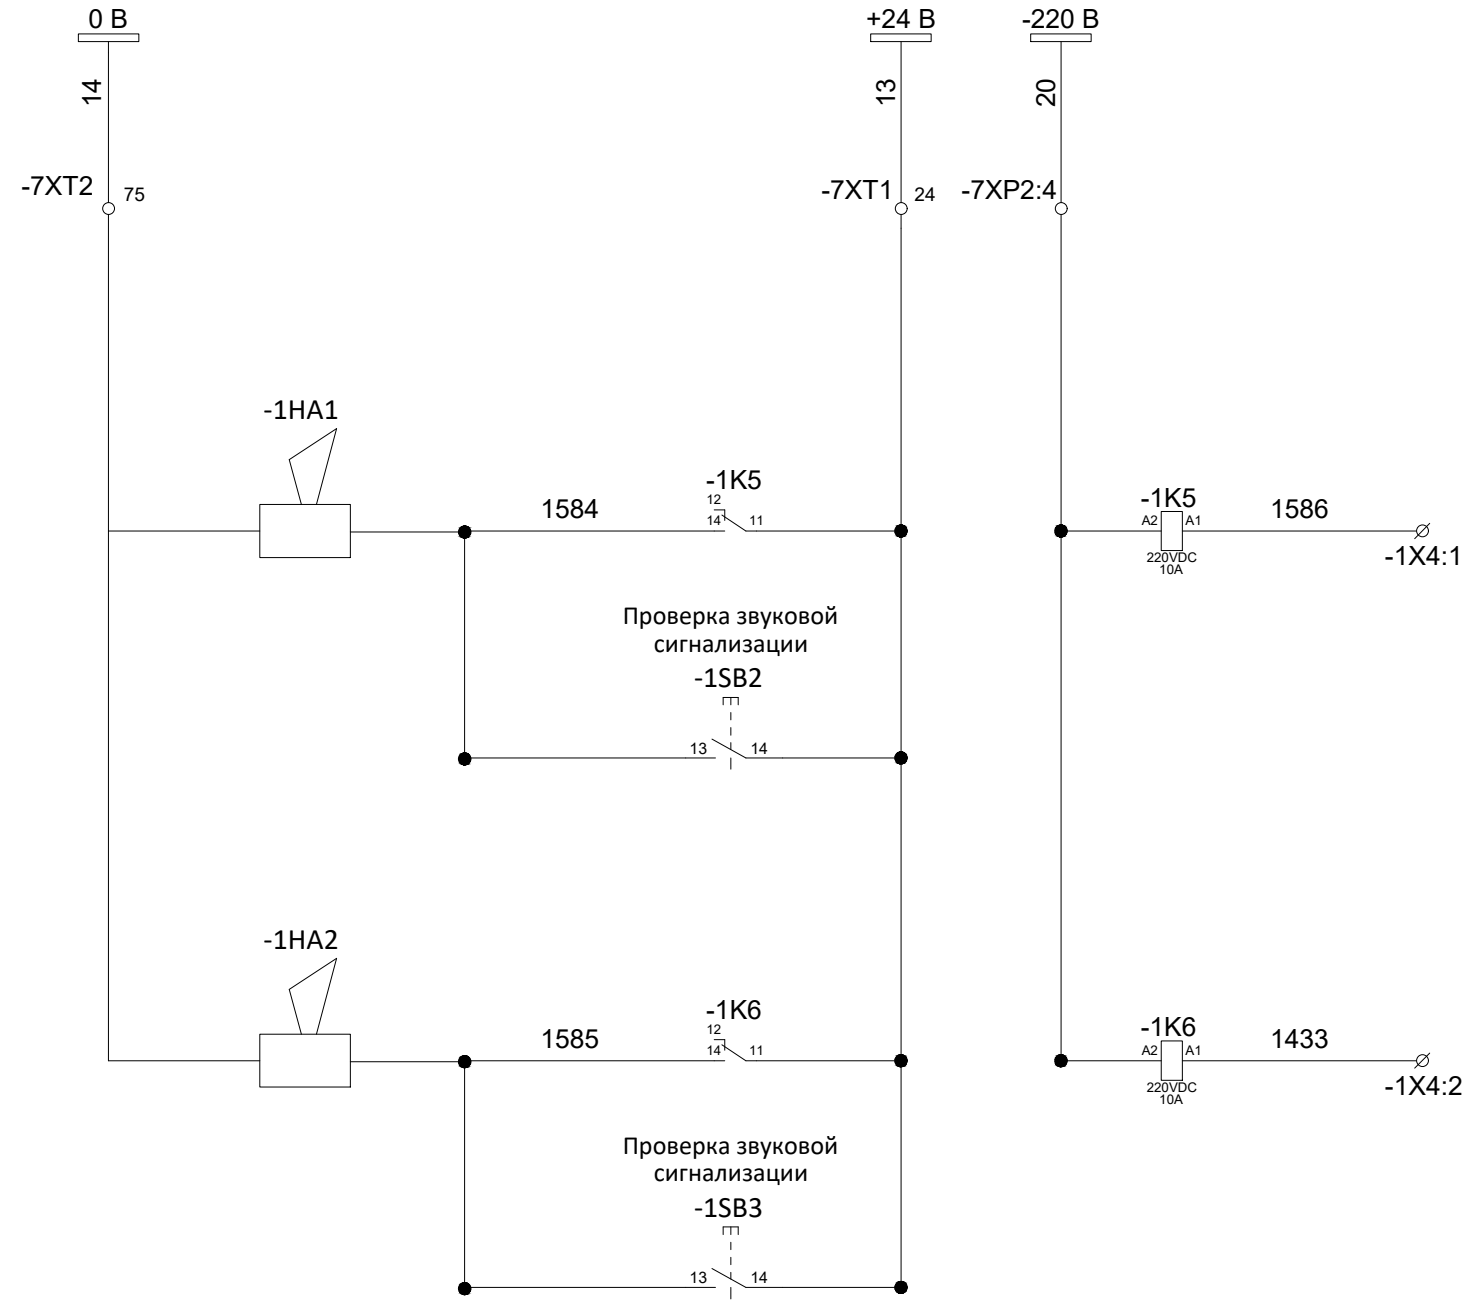 0 В
+24 В
-220 В
14
13
20
-7XT2
75
-7XT1
24
-7XP2:4
-1HA1
1584
-1K5
12
14
11
-1K5
A2
A1
220VDC
10A
1586
-1X4:1
Проверка звуковой
сигнализации
-1SB2
13
14
-1HA2
1585
-1K6
12
14
11
-1K6
A2
A1
220VDC
10A
1433
-1X4:2
Проверка звуковой
сигнализации
-1SB3
13
14